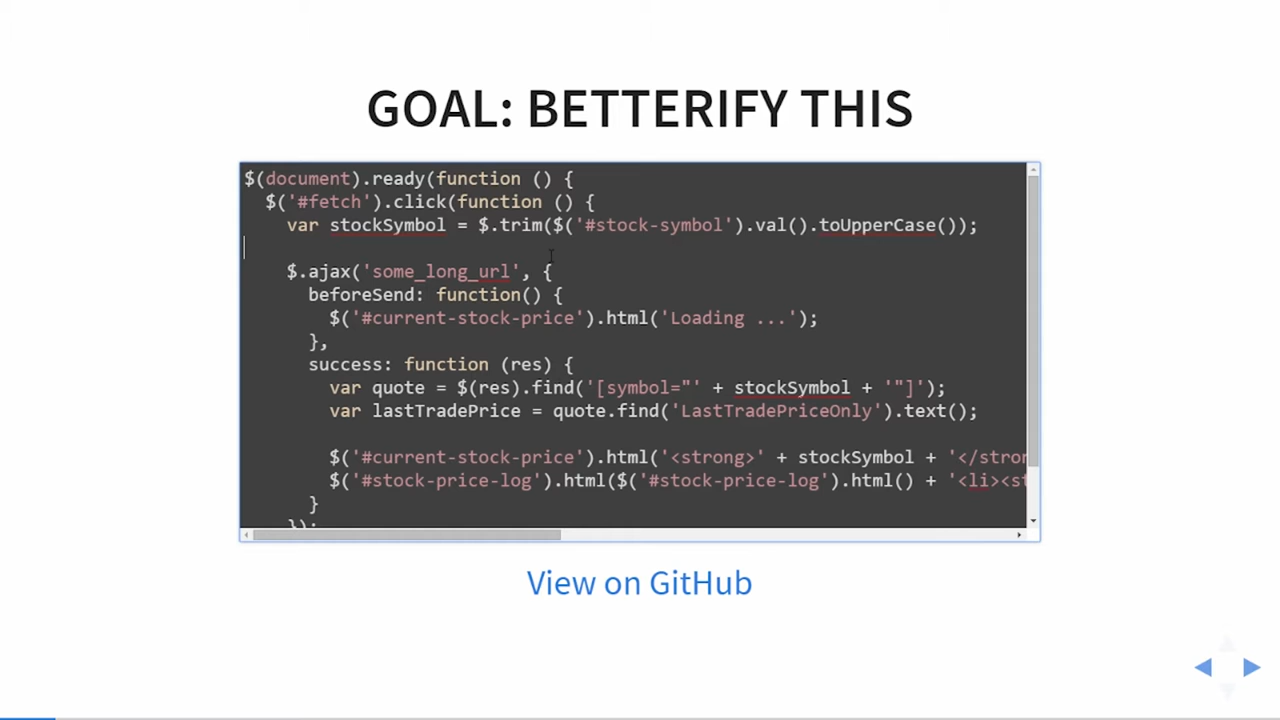 GOAL: BETTERIFY THIS
$(document).ready(function () {
  $('#fetch').click(function () {
    var stockSymbol = $.trim($('#stock-symbol').val().toUpperCase());
    $.ajax('some_long_url', {
      beforeSend: function() {
        $('#current-stock-price').html('Loading ...');
      },
      success: function (res) {
        var quote = $(res).find('[symbol="' + stockSymbol + '"]');
        var lastTradePrice = quote.find('LastTradePriceOnly').text();
        $('#current-stock-price').html('<strong>' + stockSymbol + '</stron
        $('#stock-price-log').html($('#stock-price-log').html() + '<li><st
      }
    });
View on GitHub